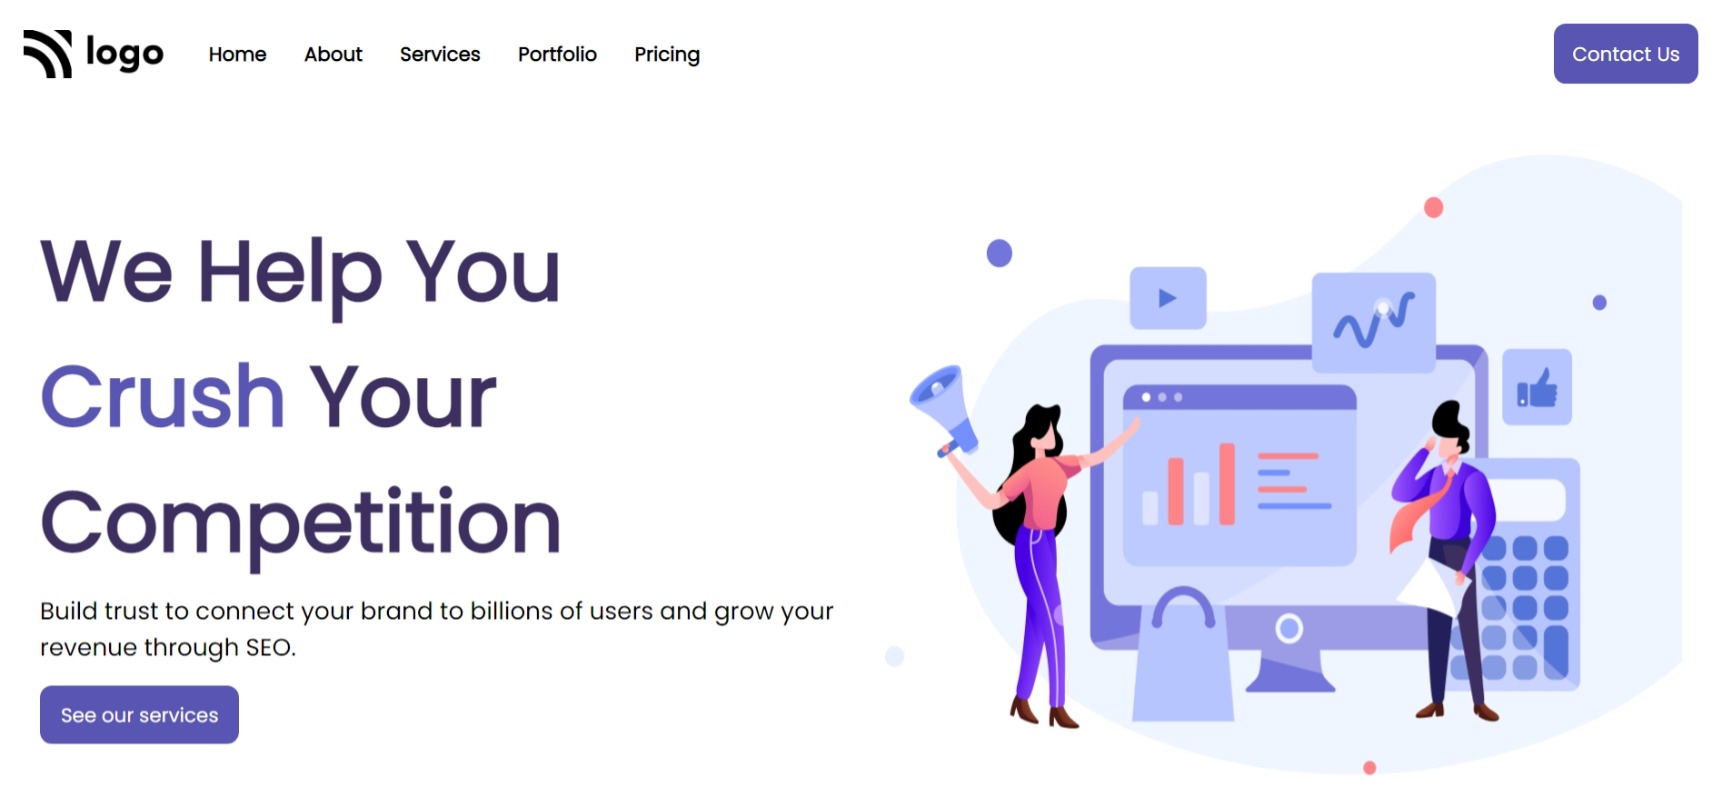 logo
Home
About
Services
Portfolio
Pricing
Contact Us
We Help You
Crush Your
Competition
Build trust to connect your brand to billions of users and grow your
revenue through SEO.
See our services